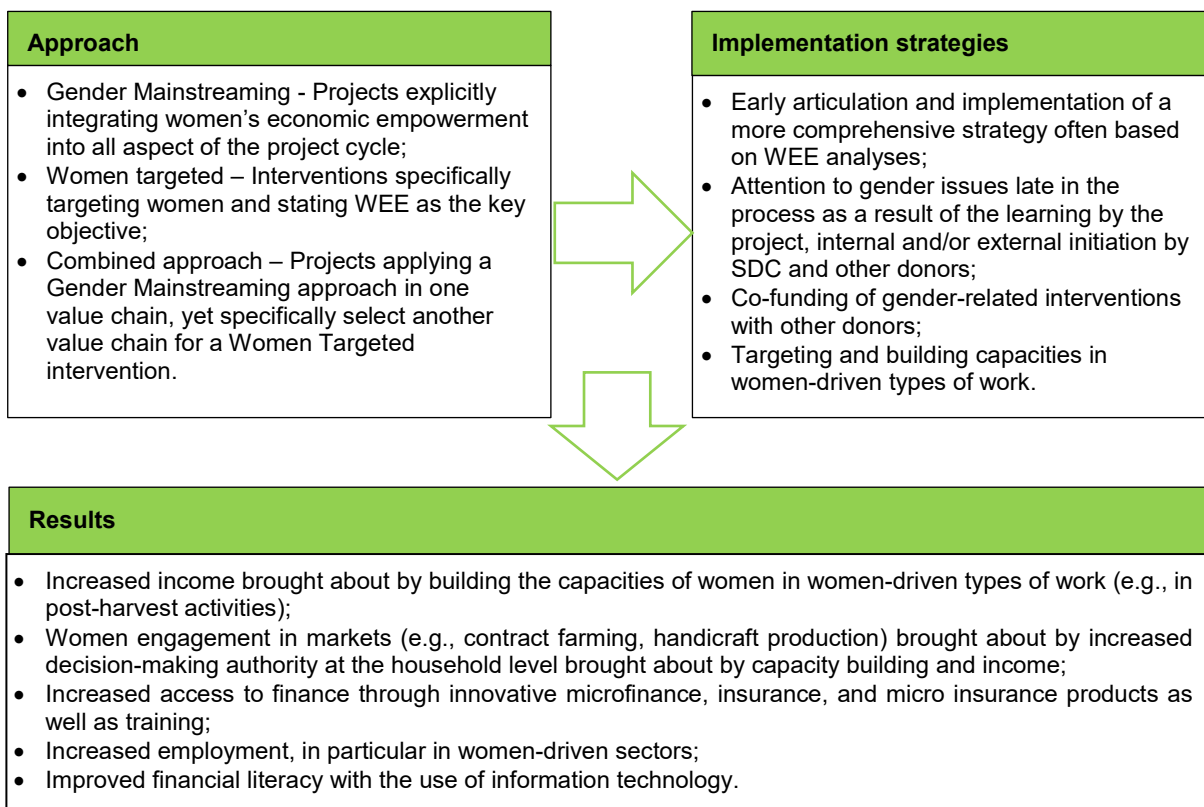 Approach
• Gender Mainstreaming - Projects explicitly
integrating women’s economic empowerment
into all aspect of the project cycle;
• Women targeted – Interventions specifically
targeting women and stating WEE as the key
objective;
• Combined approach – Projects applying a
Gender Mainstreaming approach in one
value chain, yet specifically select another
value chain for a Women Targeted
intervention.
Implementation strategies
• Early articulation and implementation of a
more comprehensive strategy often based
on WEE analyses;
• Attention to gender issues late in the
process as a result of the learning by the
project, internal and/or external initiation by
SDC and other donors;
• Co-funding of gender-related interventions
with other donors;
• Targeting and building capacities in
women-driven types of work.
Results
• Increased income brought about by building the capacities of women in women-driven types of work (e.g., in
post-harvest activities);
• Women engagement in markets (e.g., contract farming, handicraft production) brought about by increased
decision-making authority at the household level brought about by capacity building and income;
• Increased access to finance through innovative microfinance, insurance, and micro insurance products as
well as training;
• Increased employment, in particular in women-driven sectors;
• Improved financial literacy with the use of information technology.